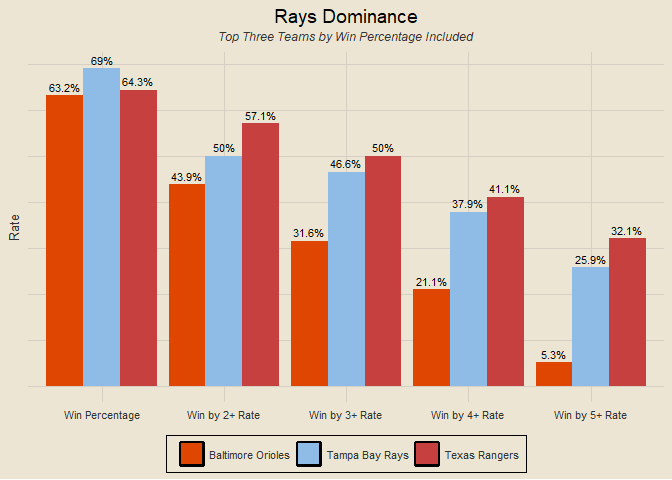 Rays Dominance
Top Three Teams by Win Percentage Included
Rate
63.2% 69% 64.3%
43.9% 50% 57.1%
31.6% 46.6% 50%
21.1% 37.9% 41.1%
5.3% 25.9% 32.1%
Win Percentage Win by 2+ Rate Win by 3+ Rate Win by 4+ Rate Win by 5+ Rate
Baltimore Orioles Tampa Bay Rays Texas Rangers